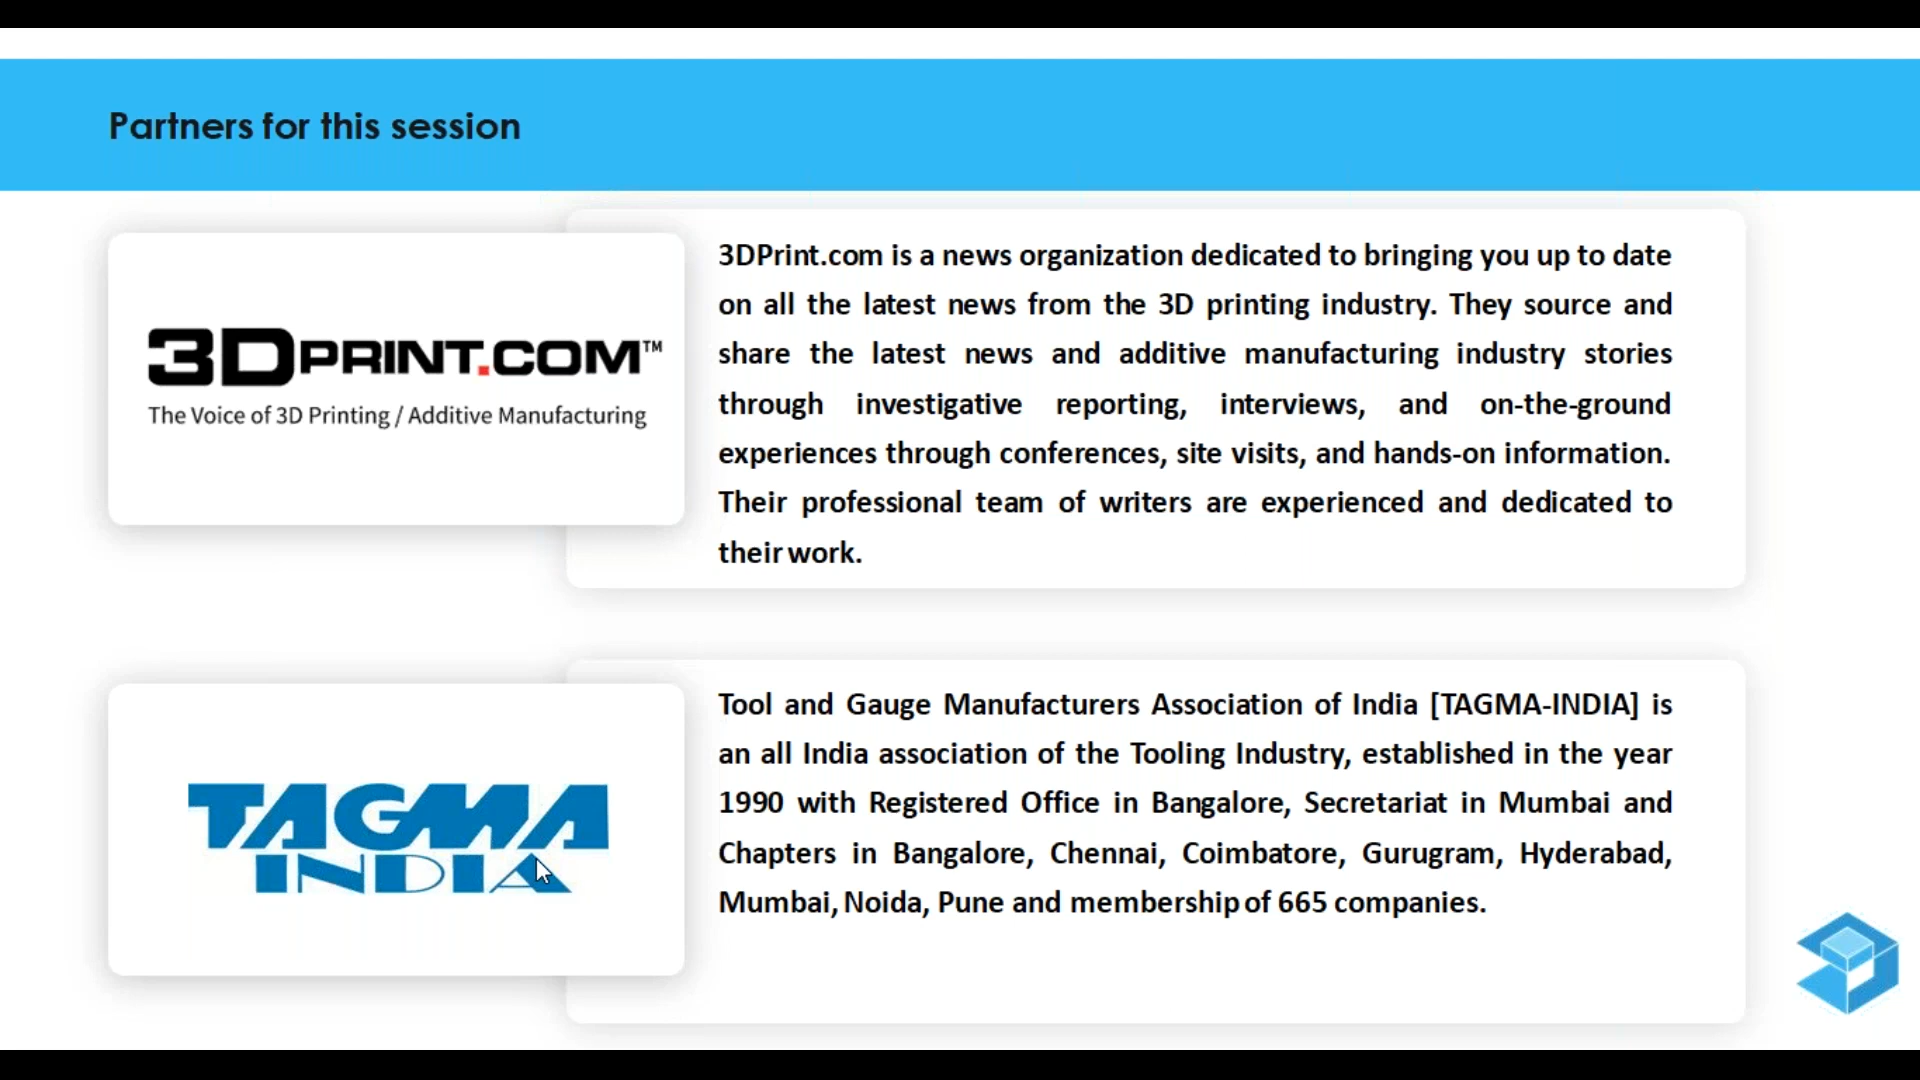 Partners for this session
3DPRINT.COM™
The Voice of 3D Printing / Additive Manufacturing
3DPrint.com is a news organization dedicated to bringing you up to date
on all the latest news from the 3D printing industry. They source and
share the latest news and additive manufacturing industry stories
through investigative reporting, interviews, and on-the-ground
experiences through conferences, site visits, and hands-on information.
Their professional team of writers are experienced and dedicated to
their work.
TAGMA
INDIA
Tool and Gauge Manufacturers Association of India [TAGMA-INDIA] is
an all India association of the Tooling Industry, established in the year
1990 with Registered Office in Bangalore, Secretariat in Mumbai and
Chapters in Bangalore, Chennai, Coimbatore, Gurugram, Hyderabad,
Mumbai, Noida, Pune and membership of 665 companies.